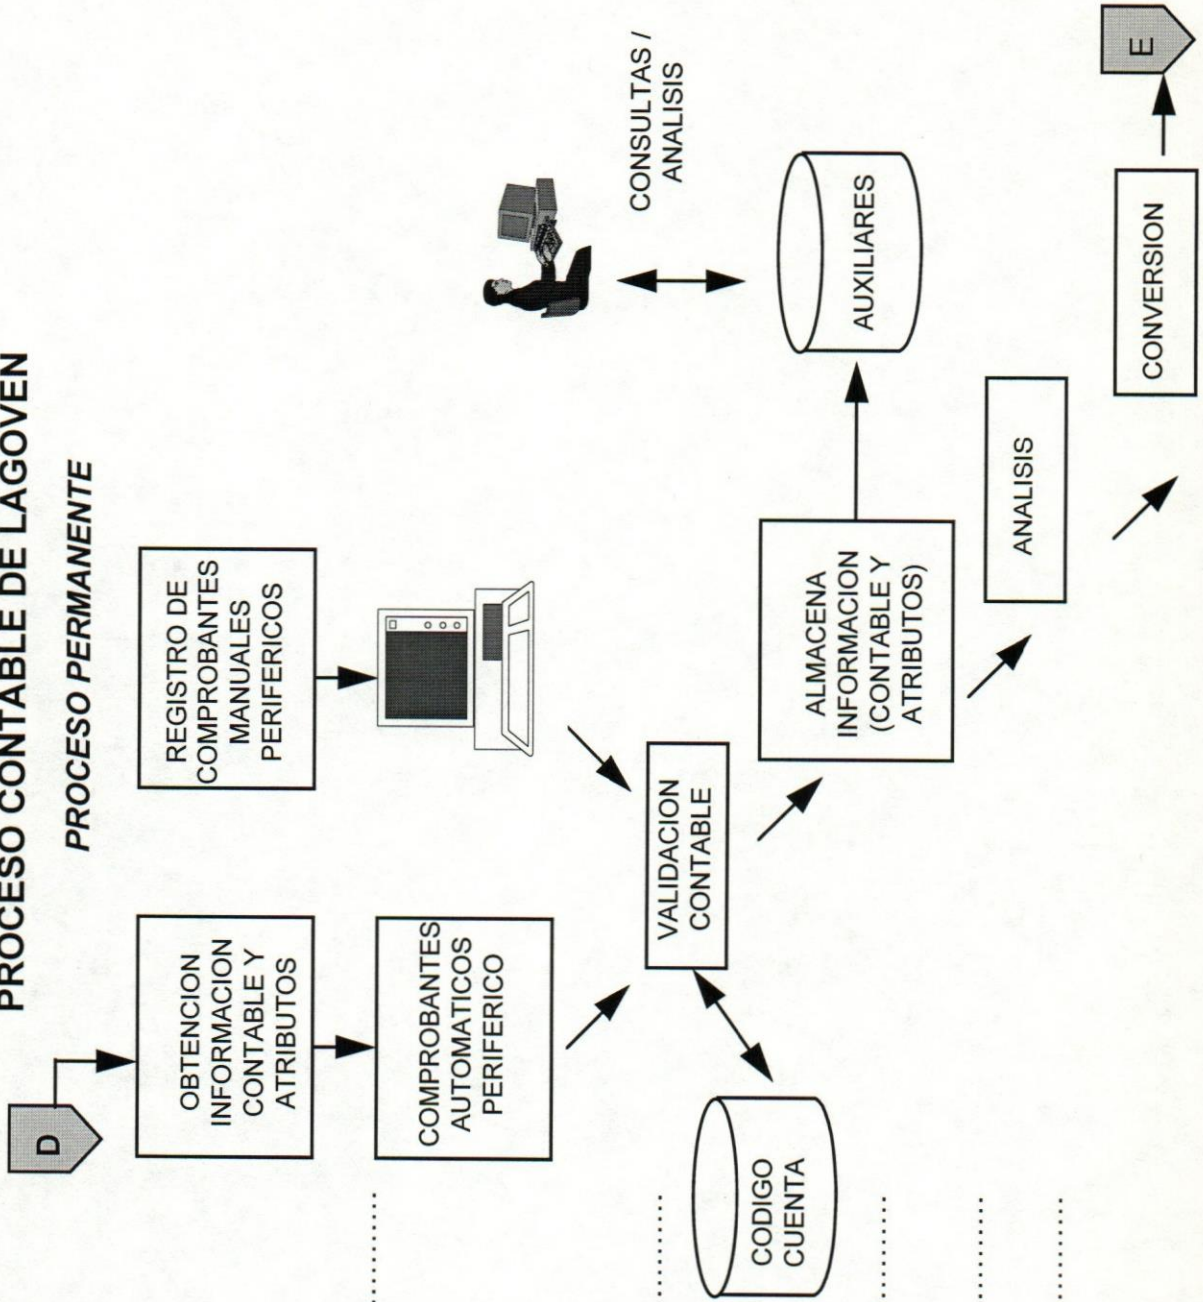 PROCESO CONTABLE DE LAGOVEN
PROCESO PERMANENTE
D
OBTENCION
INFORMACION
CONTABLE Y
ATRIBUTOS
REGISTRO DE
COMPROBANTES
MANUALES
PERIFERICOS
COMPROBANTES
AUTOMATICOS
PERIFERICO
CONSULTAS /
ANALISIS
VALIDACION
CONTABLE
CODIGO
CUENTA
ALMACENA
INFORMACION
(CONTABLE Y
ATRIBUTOS)
AUXILIARES
ANALISIS
CONVERSION
E